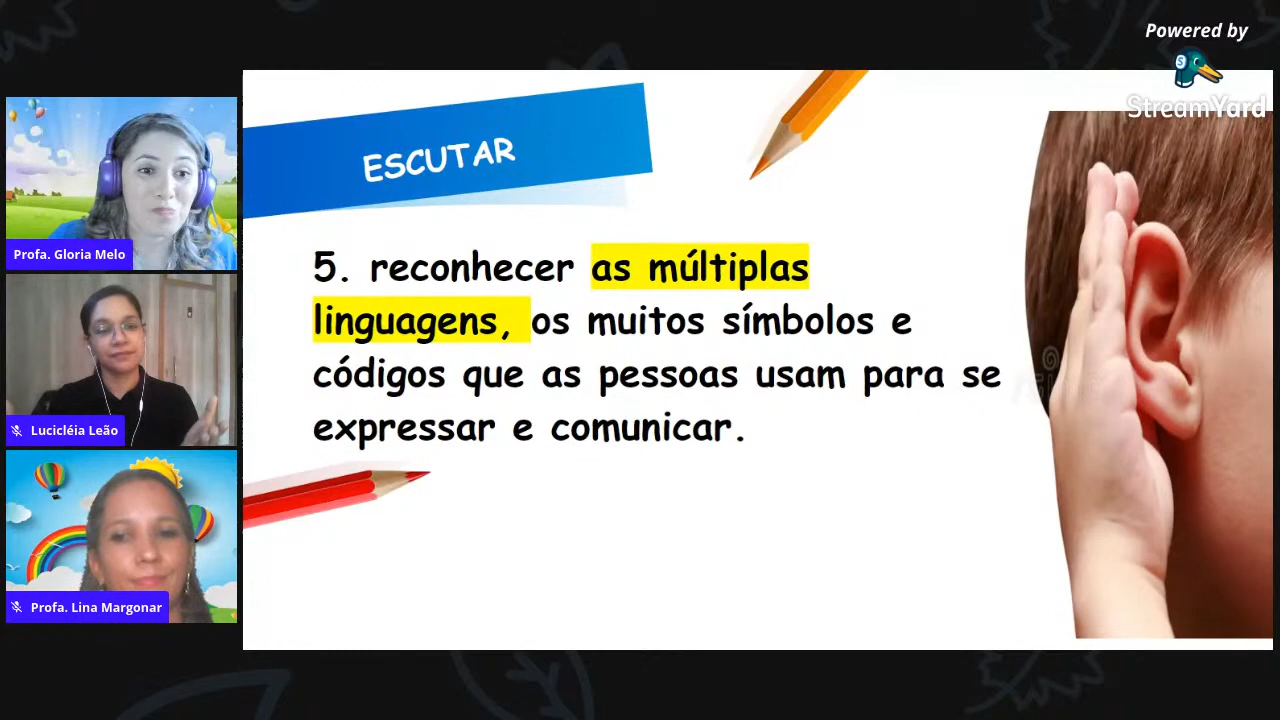 Powered by
StreamYard
ESCUTAR
5. reconhecer as múltiplas
linguagens, os muitos símbolos e
códigos que as pessoas usam para se
expressar e comunicar.
Profa. Gloria Melo
Lucicléia Leão
Profa. Lina Margonar